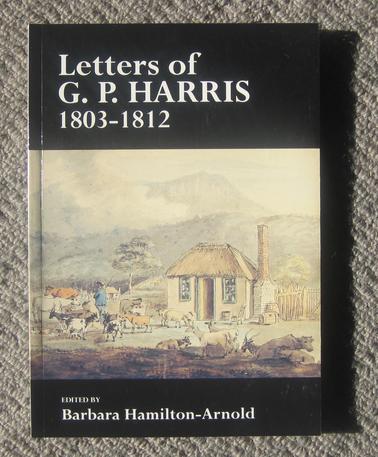 Letters of
G. P. HARRIS
1803-1812
EDITED BY
Barbara Hamilton-Arnold